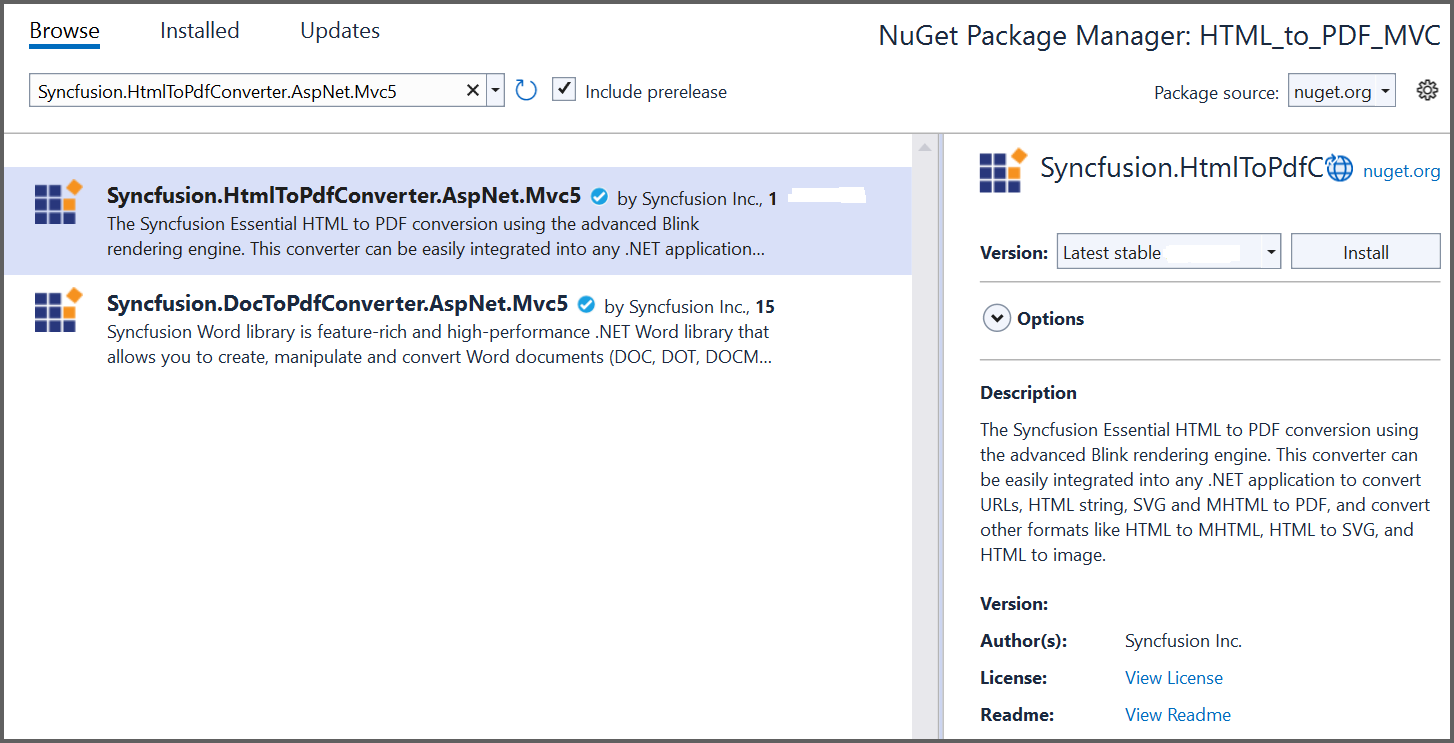 Browse Installed Updates
NuGet Package Manager: HTML_to_PDF_MVC
Syncfusion.HtmlToPdfConverter.AspNet.Mvc5
Include prerelease
Package source: nuget.org
Syncfusion.HtmlToPdfConverter.AspNet.Mvc5 by Syncfusion Inc., 1
The Syncfusion Essential HTML to PDF conversion using the advanced Blink
rendering engine. This converter can be easily integrated into any .NET application...
Syncfusion.DocToPdfConverter.AspNet.Mvc5 by Syncfusion Inc., 15
Syncfusion Word library is feature-rich and high-performance .NET Word library that
allows you to create, manipulate and convert Word documents (DOC, DOT, DOCM...
Syncfusion.HtmlToPdfC nuget.org
Version: Latest stable Install
Options
Description
The Syncfusion Essential HTML to PDF conversion using
the advanced Blink rendering engine. This converter can
be easily integrated into any .NET application to convert
URLs, HTML string, SVG and MHTML to PDF, and convert
other formats like HTML to MHTML, HTML to SVG, and
HTML to image.
Version:
Author(s): Syncfusion Inc.
License: View License
Readme: View Readme